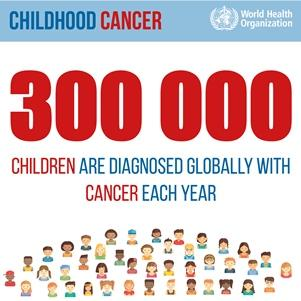 CHILDHOOD CANCER
World Health
Organization
300 000
CHILDREN ARE DIAGNOSED GLOBALLY WITH
CANCER EACH YEAR